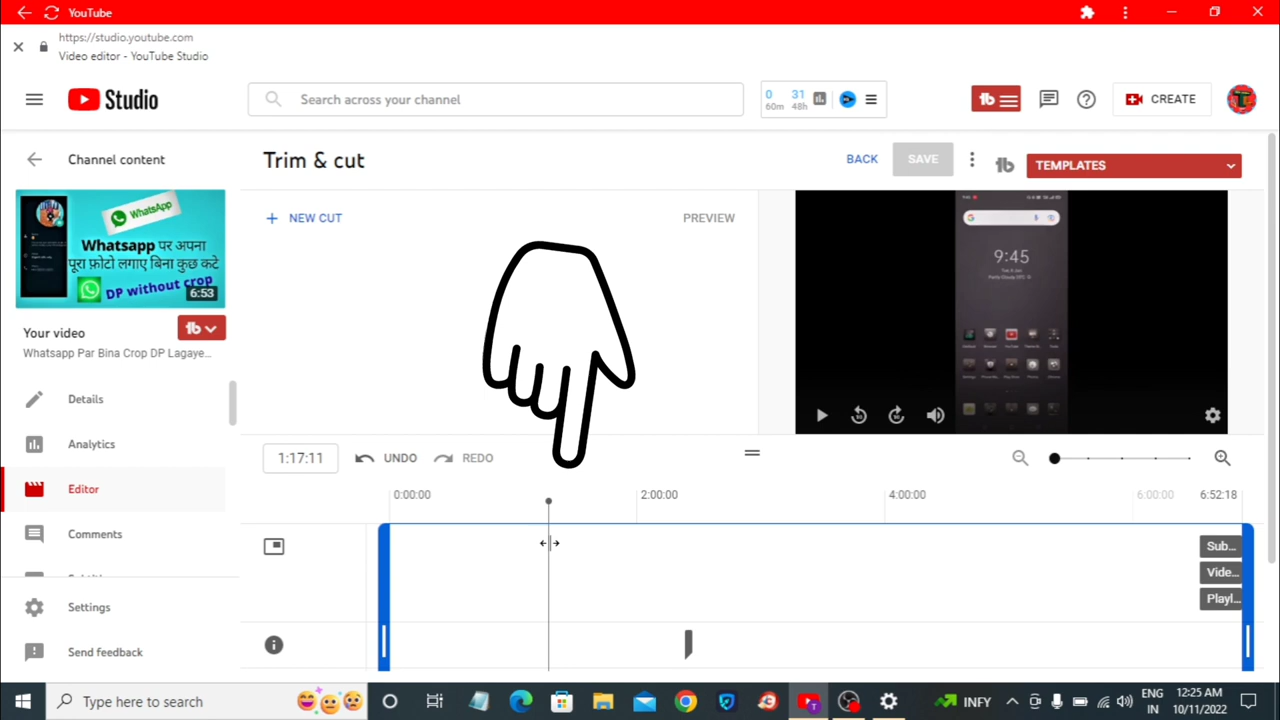 YouTube
https://studio.youtube.com
Video editor - YouTube Studio
Studio
Search across your channel
0
60m
31
48h
CREATE
Channel content
Trim & cut
BACK
SAVE
TEMPLATES
WhatsApp
Whatsapp पर अपना
पूरा फ़ोटो लगाए बिना कुछ कटे
DP without crop
6:53
NEW CUT
PREVIEW
9:45
Your video
Whatsapp Par Bina Crop DP Lagaye...
Details
Analytics
Editor
Comments
Settings
Send feedback
1:17:11
UNDO
REDO
0:00:00
2:00:00
4:00:00
6:00:00
6:52:18
Sub...
Vide...
Playl...
Type here to search
INFY
ENG
IN
12:25 AM
10/11/2022